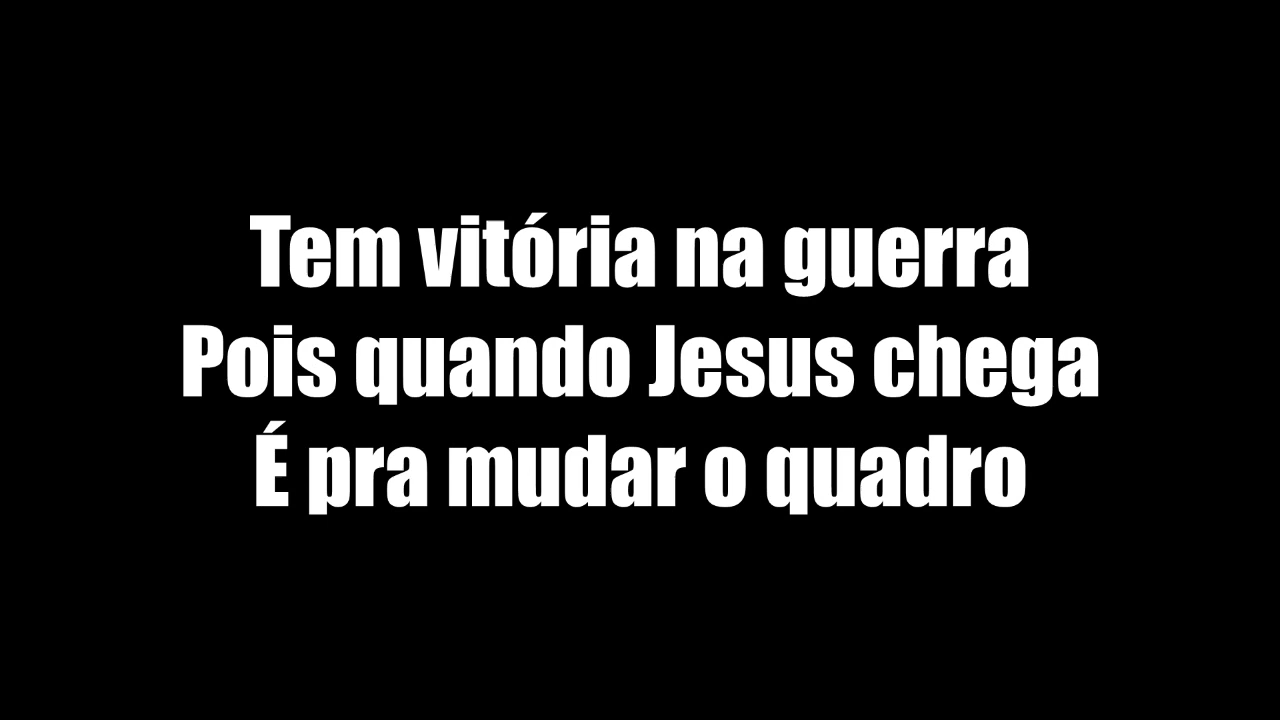 Tem vitória na guerra
Pois quando Jesus chega
É pra mudar o quadro